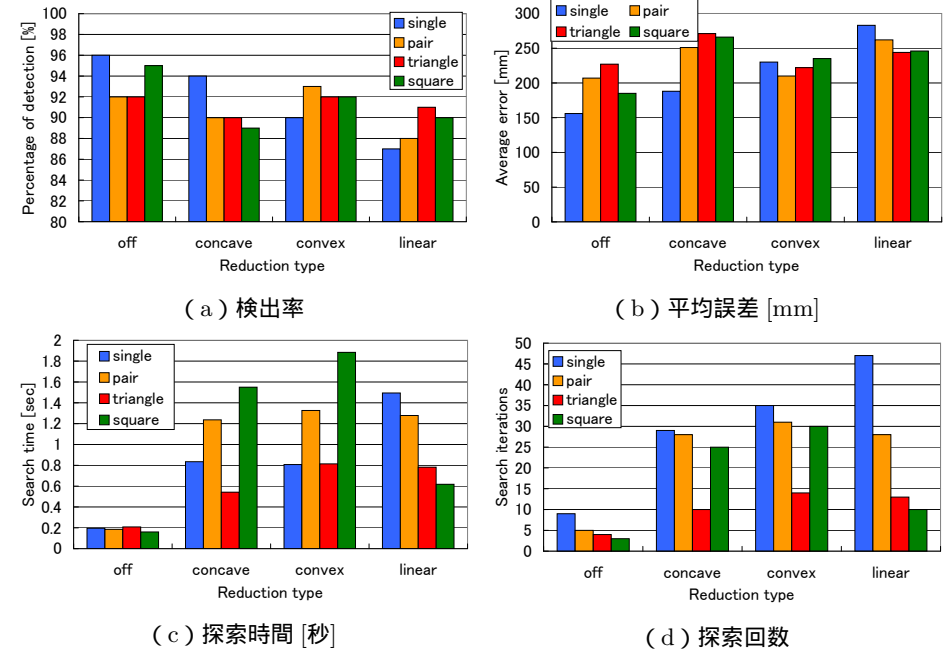 100
98
96
94
92
90
88
86
84
82
80
Percentage of detection [%]
single
pair
triangle
square
off concave convex linear
Reduction type
(a)検出率
300
250
200
150
100
50
0
Average error [mm]
single pair
triangle square
off concave convex linear
Reduction type
(b)平均誤差 [mm]
2
1.8
1.6
1.4
1.2
1
0.8
0.6
0.4
0.2
0
Search time [sec]
single
pair
triangle
square
off concave convex linear
Reduction type
(c)探索時間 [秒]
50
45
40
35
30
25
20
15
10
5
0
Search iterations
single
pair
triangle
square
off concave convex linear
Reduction type
(d)探索回数